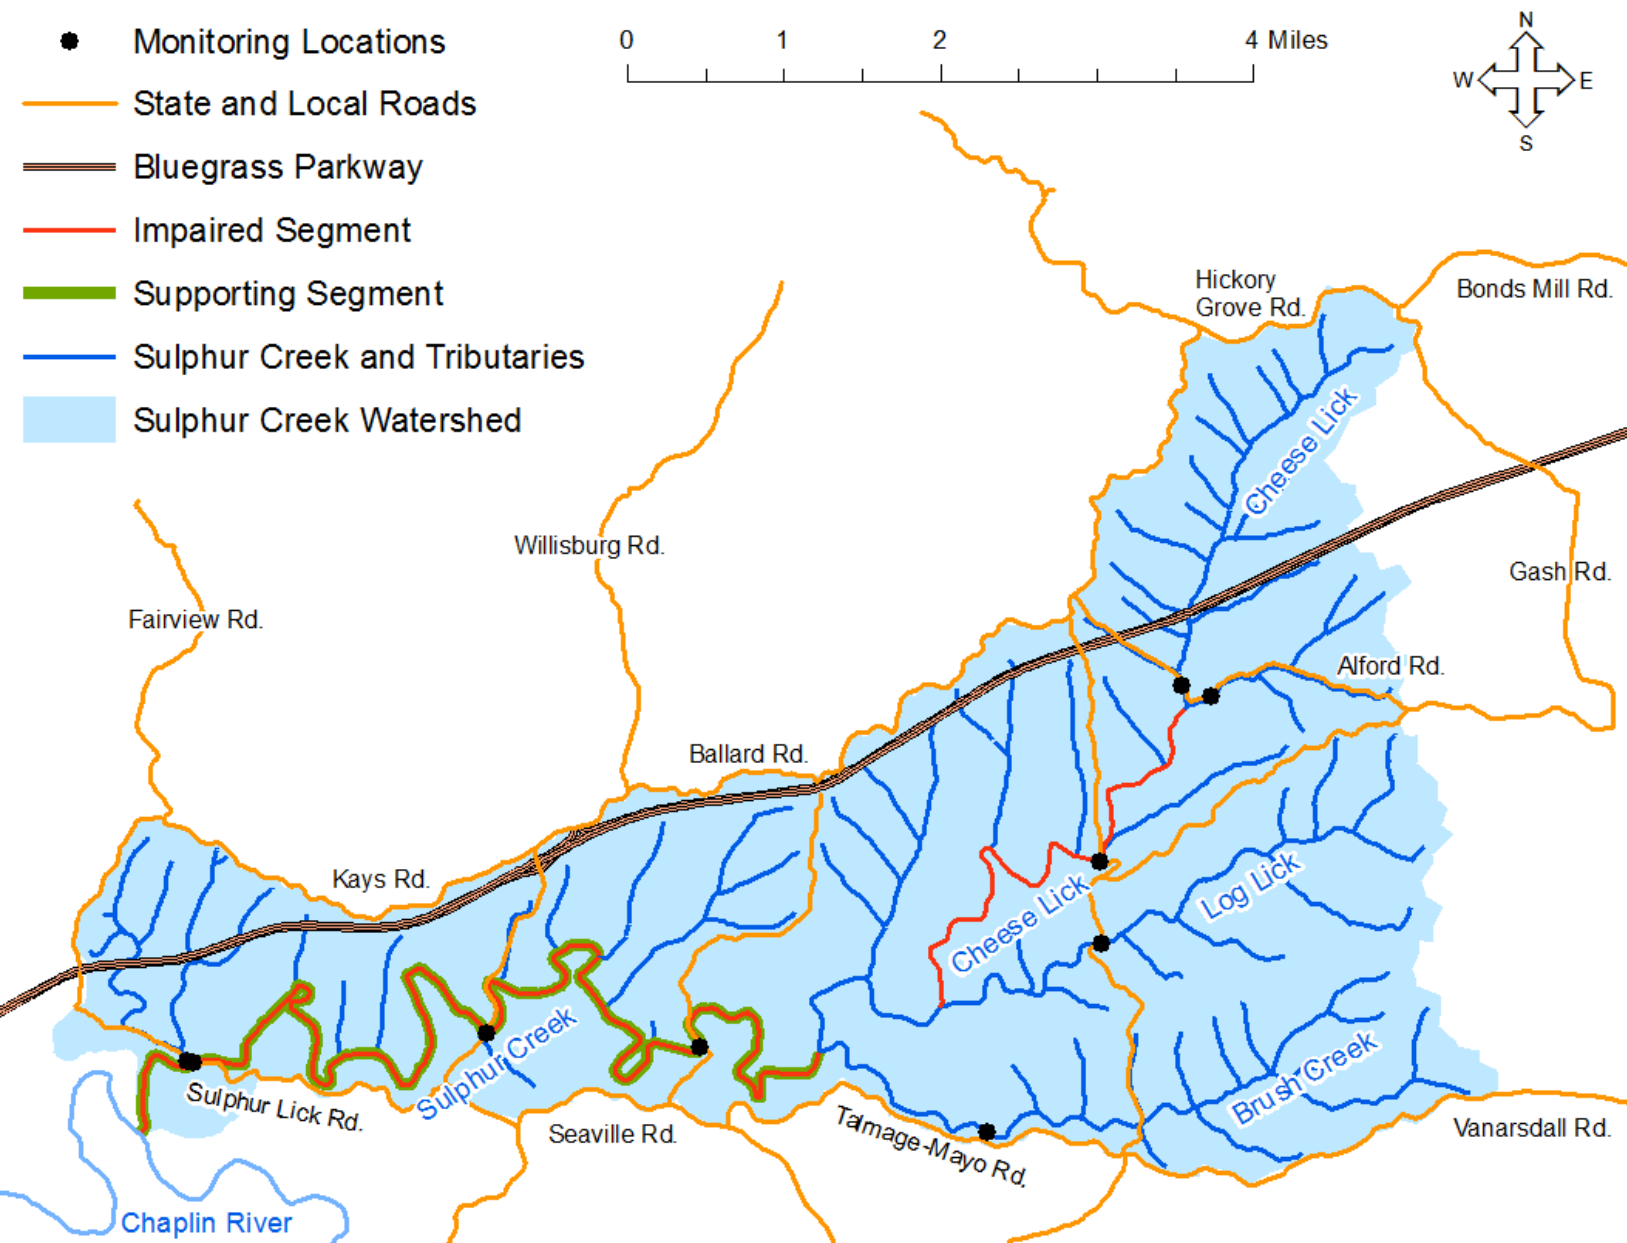 Monitoring Locations
State and Local Roads
Bluegrass Parkway
Impaired Segment
Supporting Segment
Sulphur Creek and Tributaries
Sulphur Creek Watershed
0 1 2 4 Miles
N
W E
S
Hickory
Grove Rd.
Bonds Mill Rd.
Cheese Lick
Willisburg Rd.
Gash Rd.
Fairview Rd.
Alford Rd.
Ballard Rd.
Kays Rd.
Log Lick
Cheese Lick
Sulphur Creek
Brush Creek
Sulphur Lick Rd.
Seaville Rd.
Talmage-Mayo Rd.
Vanarsdall Rd.
Chaplin River